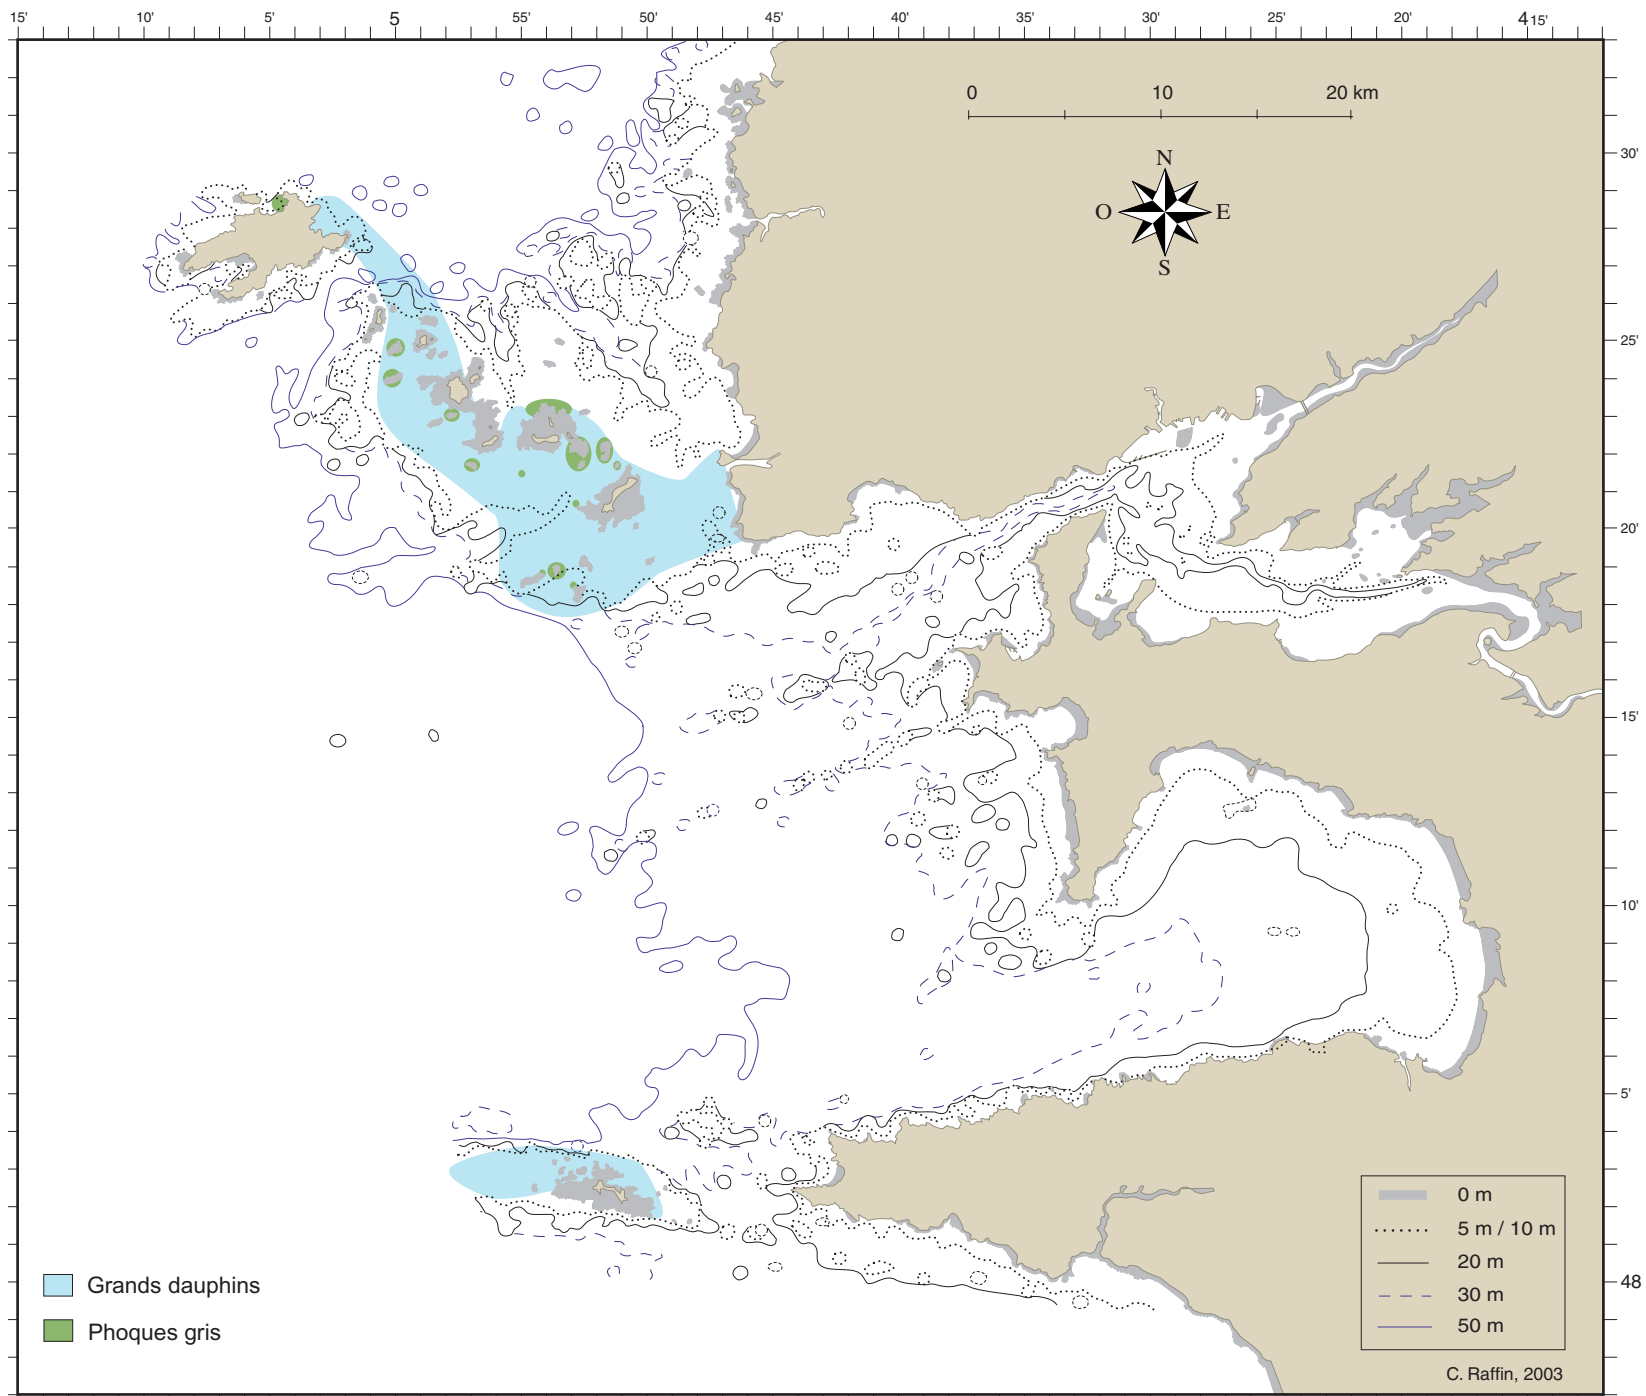 15' 10' 5' 5 55' 50' 45' 40' 35' 30' 25' 20' 4 15'
0 10 20 km
30'
N
O E
S
25'
20'
15'
10'
5'
48
0 m
5 m / 10 m
20 m
30 m
50 m
Grands dauphins
Phoques gris
C. Raffin, 2003